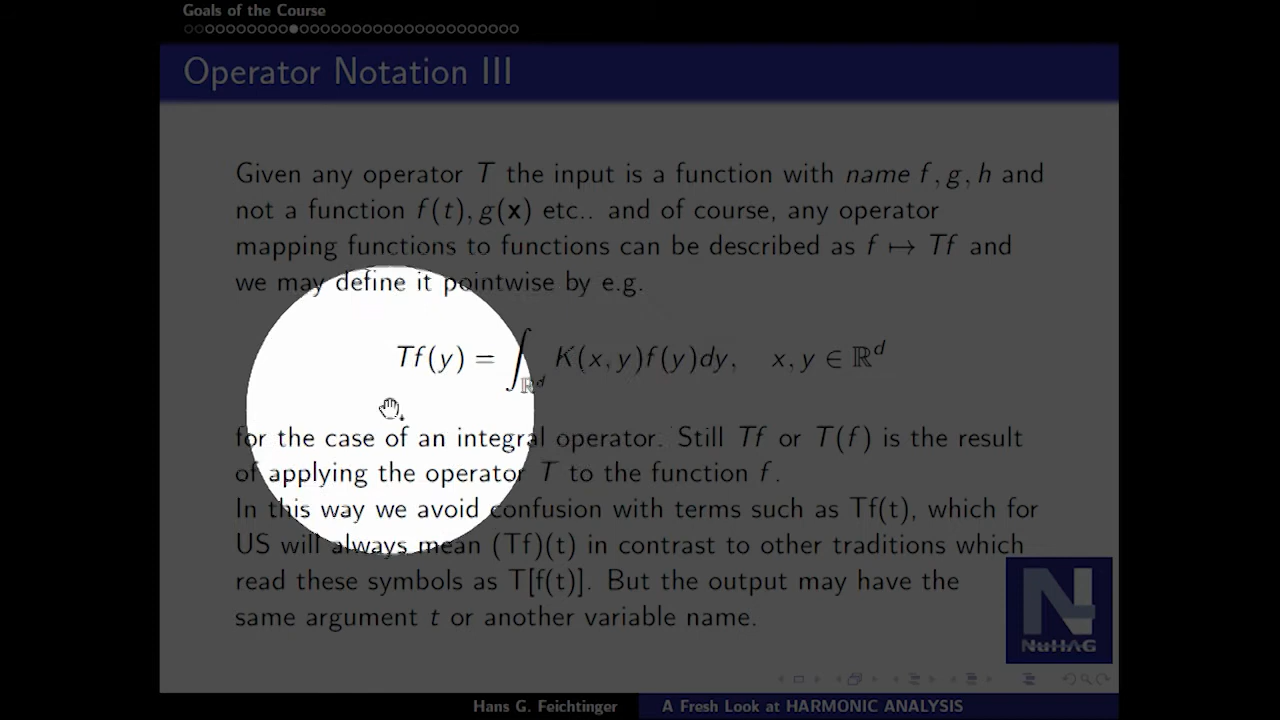 Goals of the Course
Operator Notation III
Given any operator T the input is a function with name f, g, h and
not a function f(t), g(x) etc.. and of course, any operator
mapping functions to functions can be described as f ↦ Tf and
we may define it pointwise by e.g.
Tf(y) = ∫_{ℝ^d} K(x, y)f(y)dy, x, y ∈ ℝ^d
for the case of an integral operator. Still Tf or T(f) is the result
of applying the operator T to the function f.
In this way we avoid confusion with terms such as Tf(t), which for
US will always mean (Tf)(t) in contrast to other traditions which
read these symbols as T[f(t)]. But the output may have the
same argument t or another variable name.
N
NuHAG
Hans G. Feichtinger A Fresh Look at HARMONIC ANALYSIS